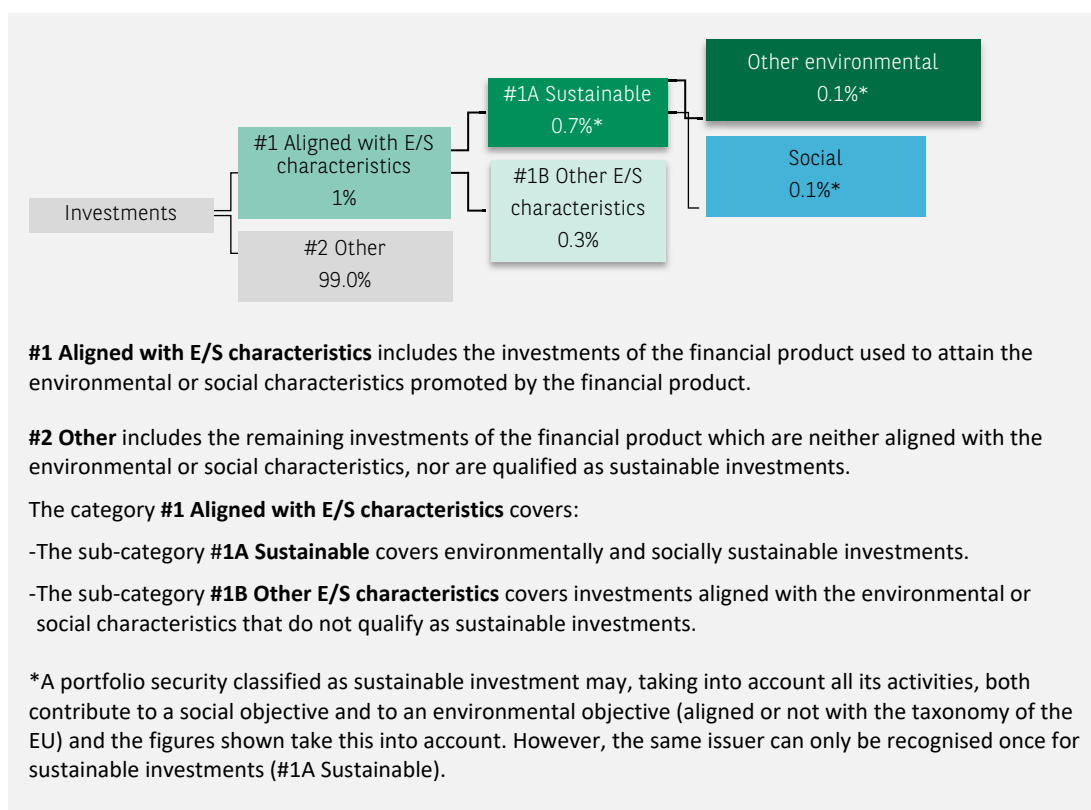 Investments
#1 Aligned with E/S
characteristics
1%
#2 Other
99.0%
#1A Sustainable
0.7%*
#1B Other E/S
characteristics
0.3%
Other environmental
0.1%*
Social
0.1%*
#1 Aligned with E/S characteristics includes the investments of the financial product used to attain the
environmental or social characteristics promoted by the financial product.
#2 Other includes the remaining investments of the financial product which are neither aligned with the
environmental or social characteristics, nor are qualified as sustainable investments.
The category #1 Aligned with E/S characteristics covers:
-The sub-category #1A Sustainable covers environmentally and socially sustainable investments.
-The sub-category #1B Other E/S characteristics covers investments aligned with the environmental or
social characteristics that do not qualify as sustainable investments.
*A portfolio security classified as sustainable investment may, taking into account all its activities, both
contribute to a social objective and to an environmental objective (aligned or not with the taxonomy of the
EU) and the figures shown take this into account. However, the same issuer can only be recognised once for
sustainable investments (#1A Sustainable).